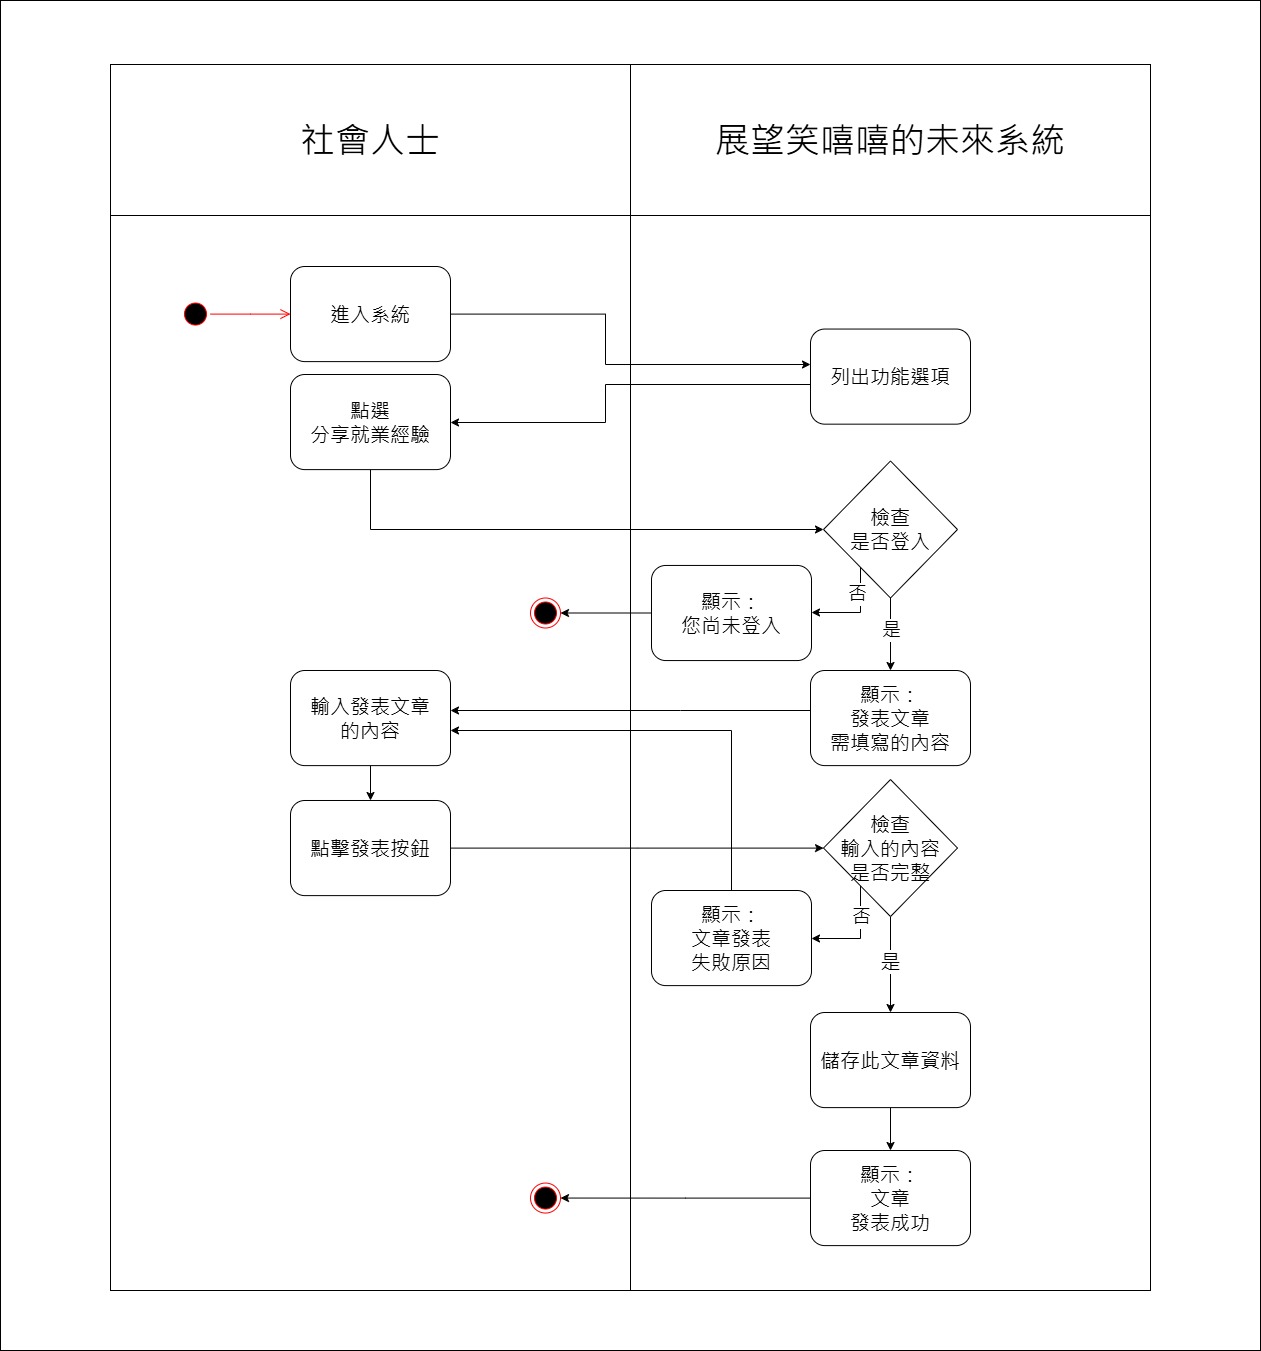 社會人士
展望笑嘻嘻的未來系統
進入系統
列出功能選項
點選
分享就業經驗
檢查
是否登入
否
是
顯示：
您尚未登入
顯示：
發表文章
需填寫的內容
輸入發表文章
的內容
點擊發表按鈕
檢查
輸入的內容
是否完整
否
是
顯示：
文章發表
失敗原因
儲存此文章資料
顯示：
文章
發表成功